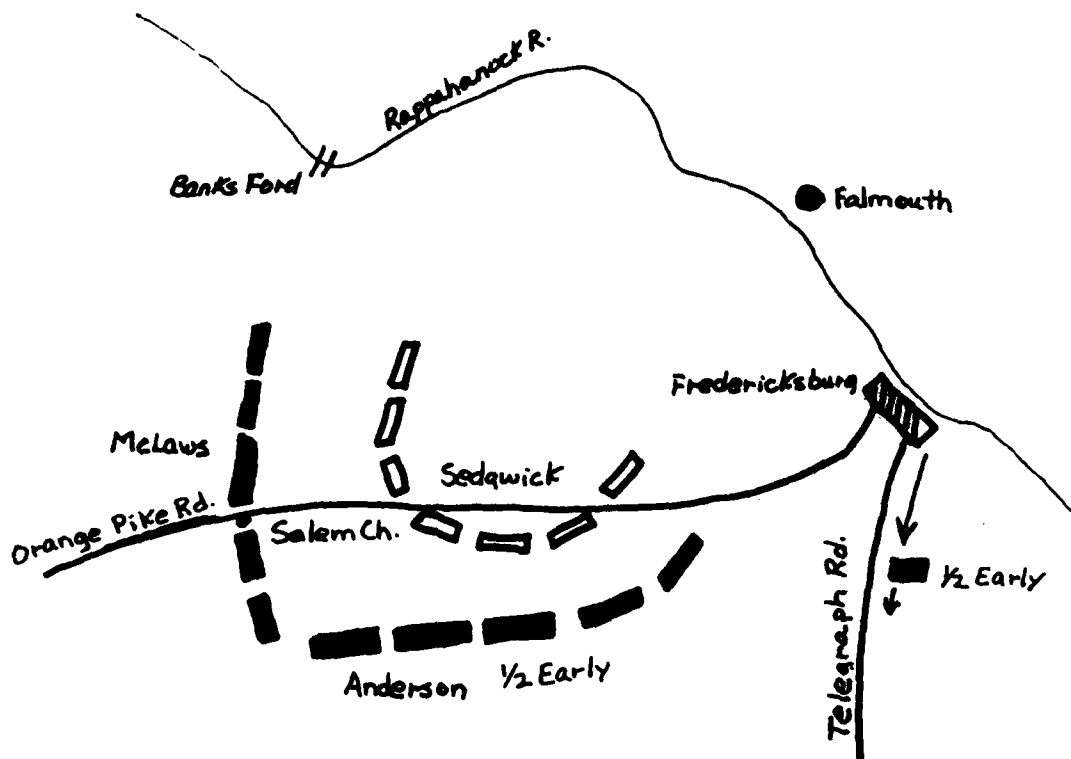 Rappahanock R.
Banks Ford
Falmouth
Fredericksburg
McLaws
Sedgwick
Orange Pike Rd.
Salem Ch.
Telegraph Rd.
1/2 Early
Anderson 1/2 Early